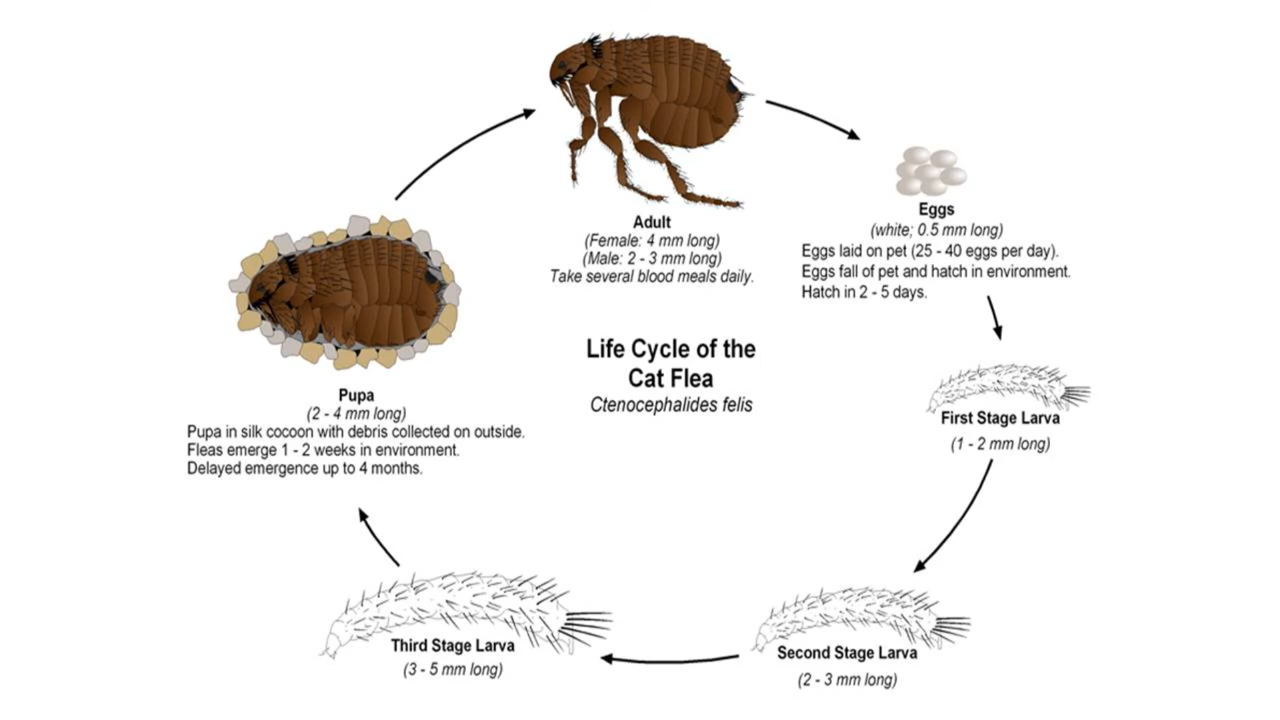 Adult
(Female: 4 mm long)
(Male: 2 - 3 mm long)
Take several blood meals daily.
Eggs
(white; 0.5 mm long)
Eggs laid on pet (25 - 40 eggs per day).
Eggs fall of pet and hatch in environment.
Hatch in 2 - 5 days.
Life Cycle of the
Cat Flea
Ctenocephalides felis
First Stage Larva
(1 - 2 mm long)
Second Stage Larva
(2 - 3 mm long)
Third Stage Larva
(3 - 5 mm long)
Pupa
(2 - 4 mm long)
Pupa in silk cocoon with debris collected on outside.
Fleas emerge 1 - 2 weeks in environment.
Delayed emergence up to 4 months.